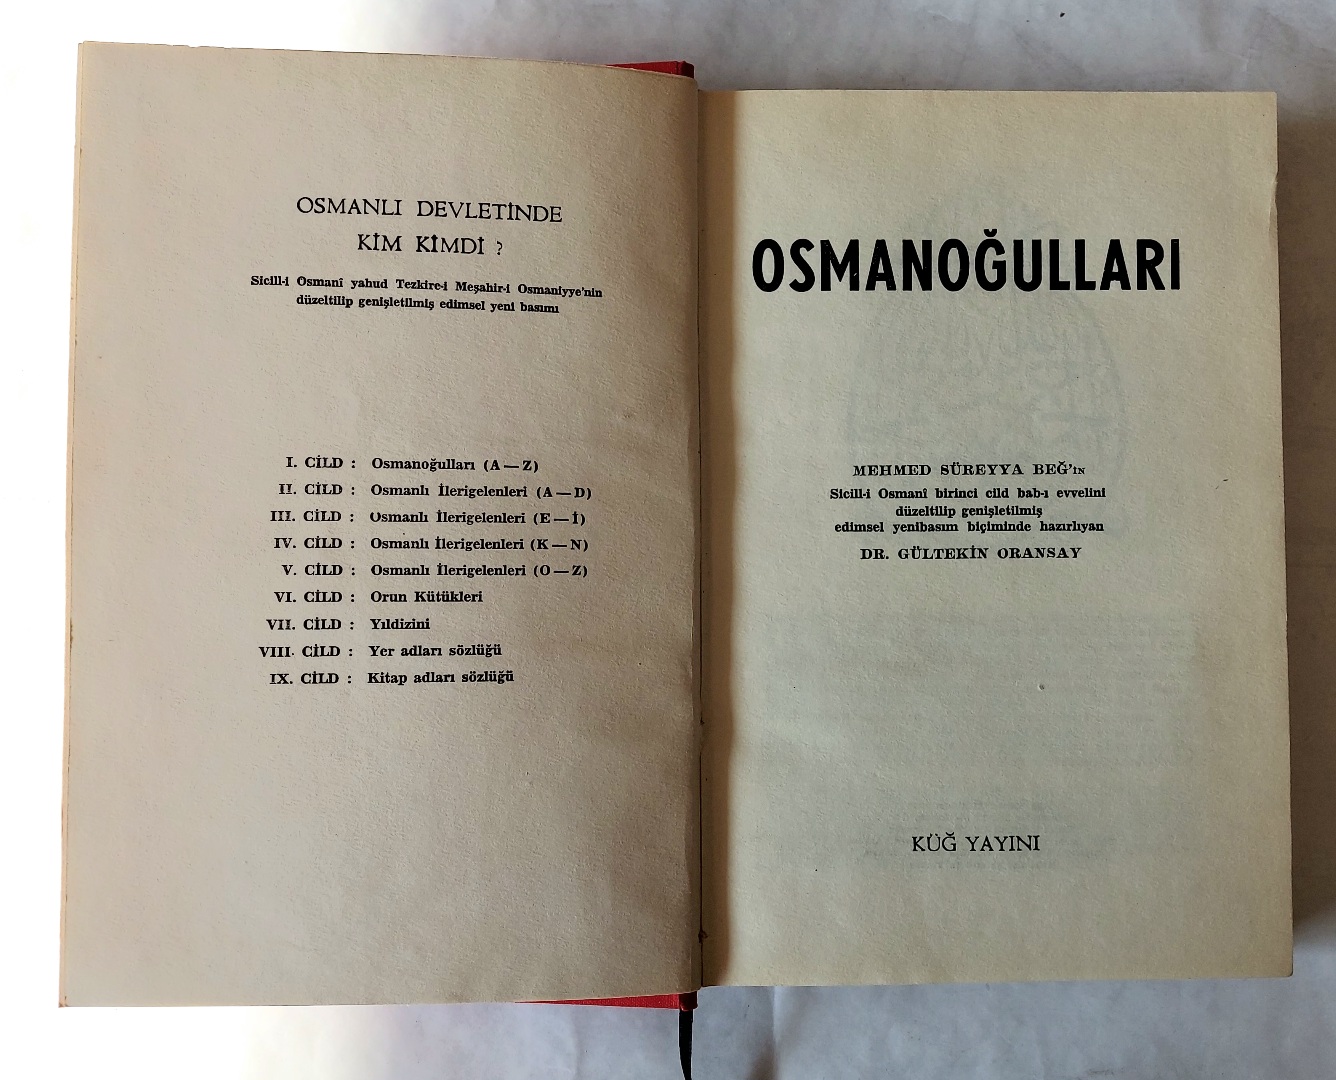 OSMANLI DEVLETİNDE
KİM KİMDİ ?
Sicill-i Osmanî yahud Tezkire-i Meşahir-i Osmaniyye'nin
düzeltilip genişletilmiş edimsel yeni basımı
I. CİLD : Osmanoğulları (A — Z)
II. CİLD : Osmanlı İlerigelenleri (A — D)
III. CİLD : Osmanlı İlerigelenleri (E — İ)
IV. CİLD : Osmanlı İlerigelenleri (K — N)
V. CİLD : Osmanlı İlerigelenleri (O — Z)
VI. CİLD : Orun Kütükleri
VII. CİLD : Yıldizini
VIII. CİLD : Yer adları sözlüğü
IX. CİLD : Kitap adları sözlüğü
OSMANOĞULLARI
MEHMED SÜREYYA BEĞ'İN
Sicill-i Osmanî birinci cild bab-ı evvelini
düzeltilip genişletilmiş
edimsel yenibasım biçiminde hazırlıyan
DR. GÜLTEKİN ORANSAY
KÜĞ YAYINI